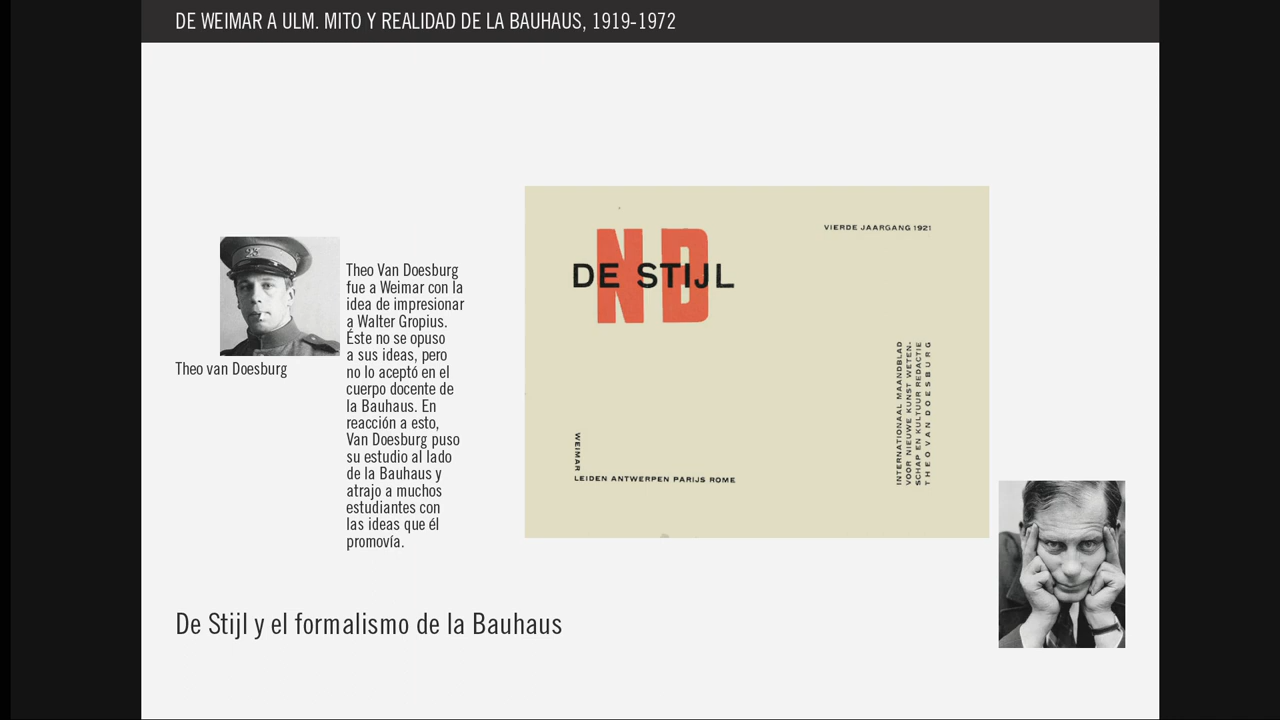 DE WEIMAR A ULM. MITO Y REALIDAD DE LA BAUHAUS, 1919-1972
Theo van Doesburg
Theo Van Doesburg
fue a Weimar con la
idea de impresionar
a Walter Gropius.
Éste no se opuso
a sus ideas, pero
no lo aceptó en el
cuerpo docente de
la Bauhaus. En
reacción a esto,
Van Doesburg puso
su estudio al lado
de la Bauhaus y
atrajo a muchos
estudiantes con
las ideas que él
promovía.
VIERDE JAARGANG 1921
NB
DE STIJL
INTERNATIONAAL MAANDBLAD
VOOR NIEUWE KUNST WETEN-
SCHAP EN KULTUUR REDACTIE
THEO VAN DOESBURG
WEIMAR
LEIDEN ANTWERPEN PARIJS ROME
De Stijl y el formalismo de la Bauhaus